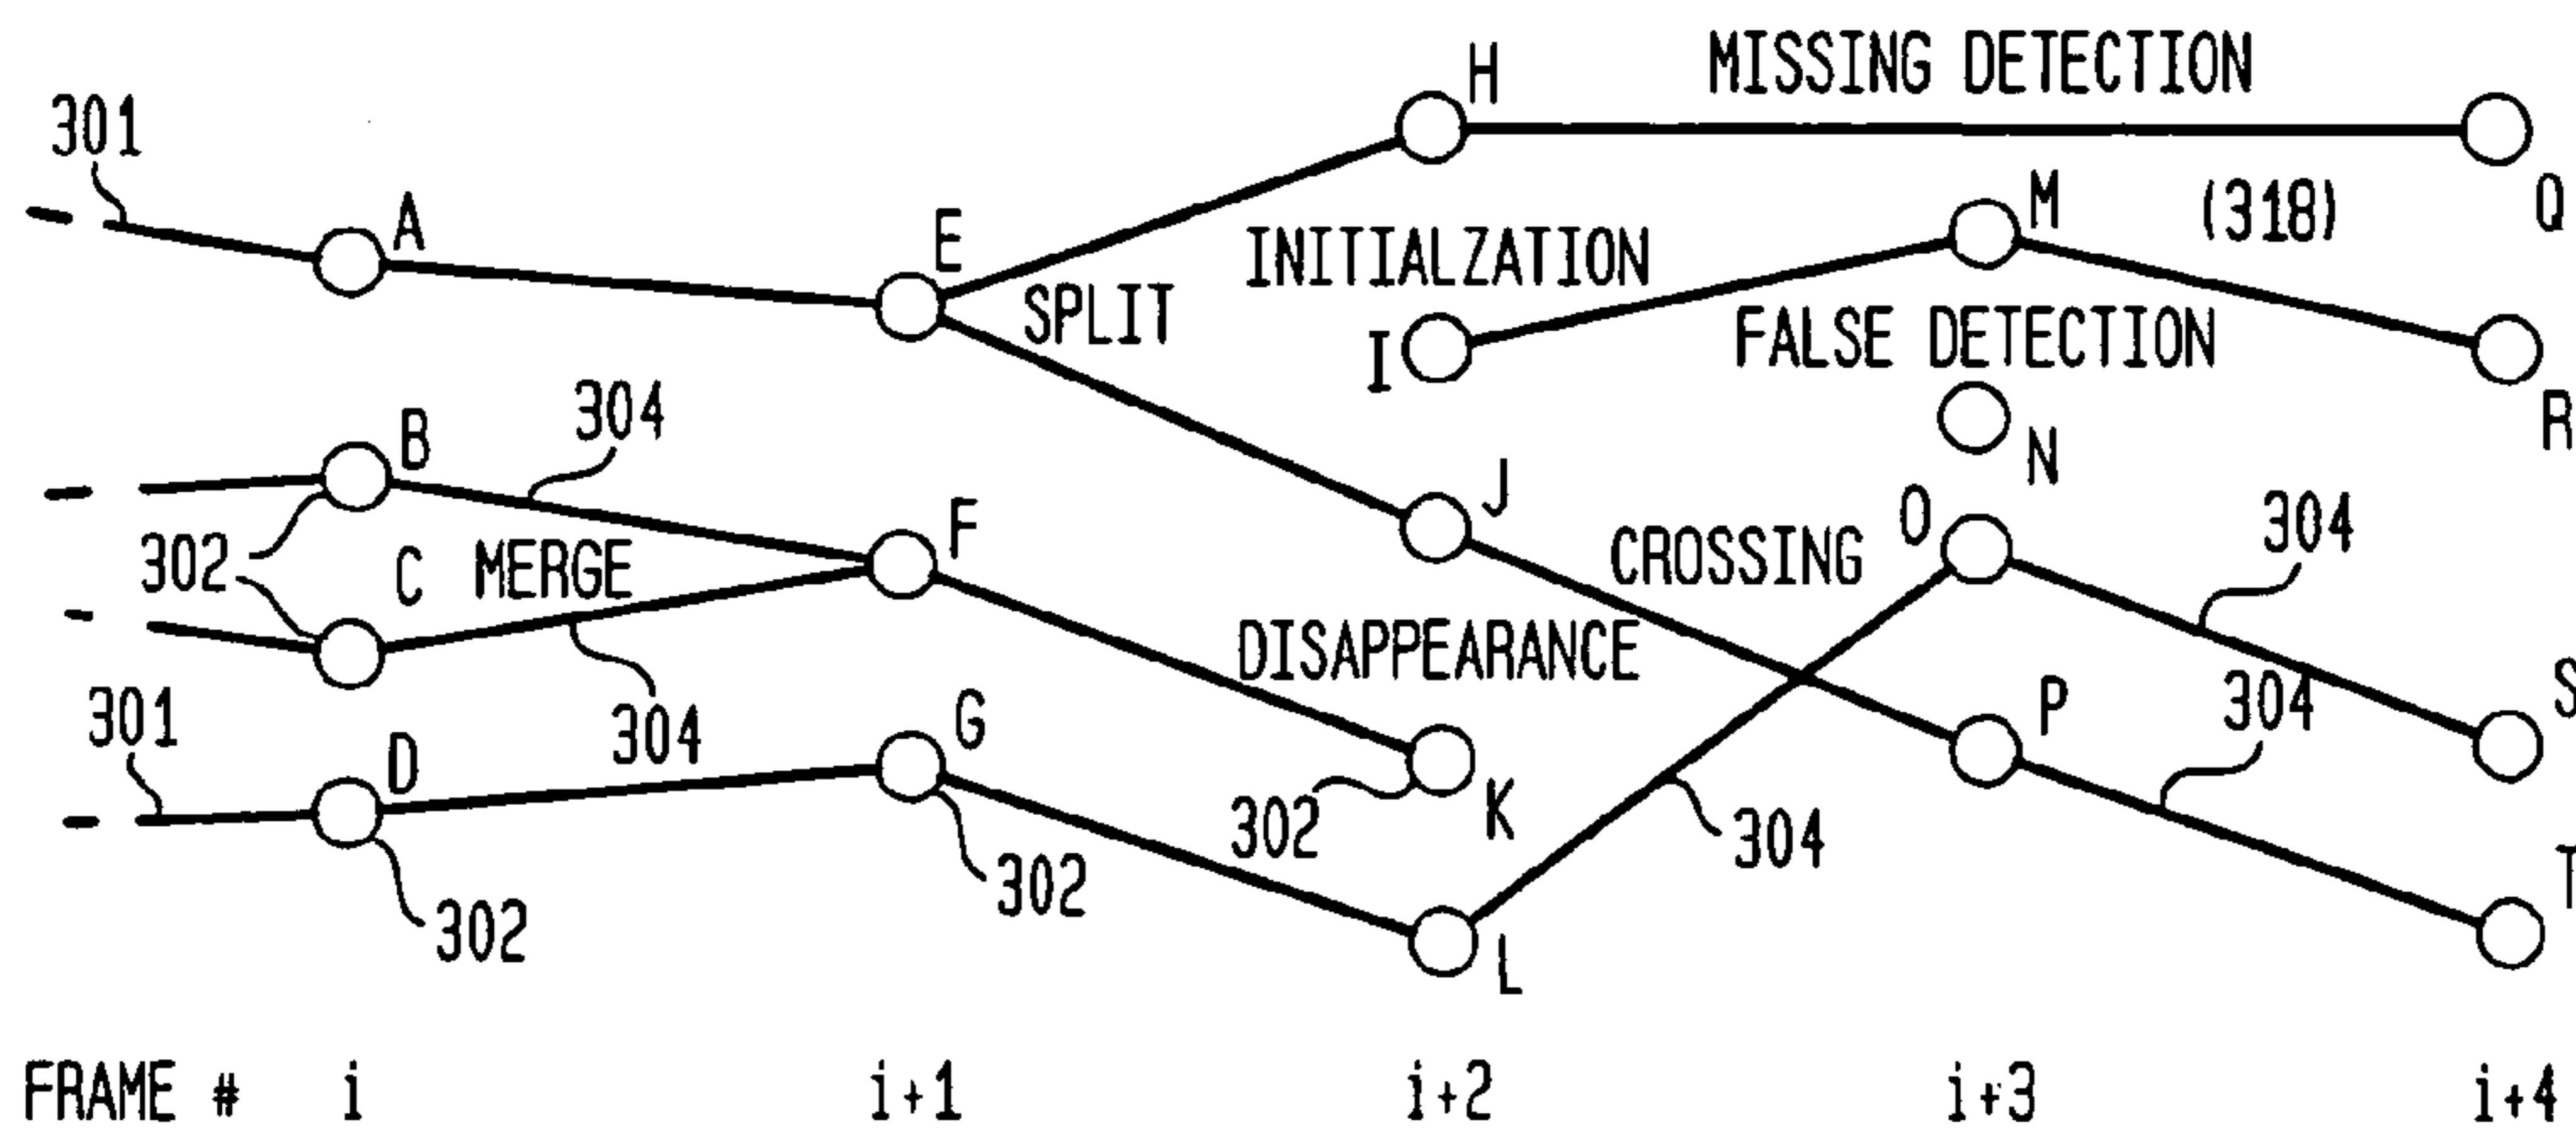 H
MISSING DETECTION
301
A
E
M
(318)
Q
INITIALZATION
SPLIT
FALSE DETECTION
I
304
B
R
N
J
F
O
304
CROSSING
302
C
MERGE
DISAPPEARANCE
S
301
304
G
P
304
D
302
K
304
302
302
T
L
FRAME # i i+1 i+2 i+3 i+4